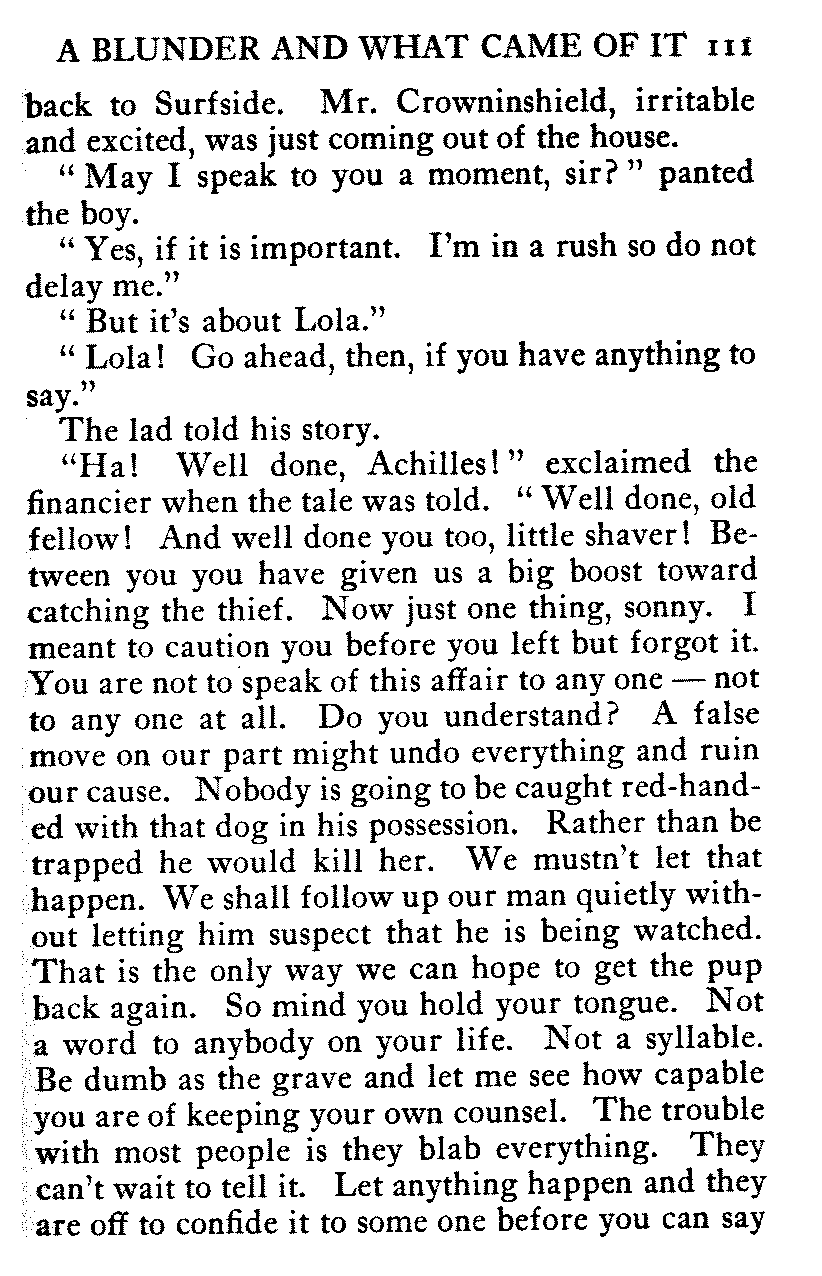 A BLUNDER AND WHAT CAME OF IT 111
back to Surfside. Mr. Crowninshield, irritable
and excited, was just coming out of the house.
“ May I speak to you a moment, sir? ” panted
the boy.
“ Yes, if it is important. I'm in a rush so do not
delay me.”
“ But it's about Lola.”
“ Lola! Go ahead, then, if you have anything to
say.”
The lad told his story.
“Ha! Well done, Achilles! ” exclaimed the
financier when the tale was told. “ Well done, old
fellow! And well done you too, little shaver! Be-
tween you you have given us a big boost toward
catching the thief. Now just one thing, sonny. I
meant to caution you before you left but forgot it.
You are not to speak of this affair to any one — not
to any one at all. Do you understand? A false
move on our part might undo everything and ruin
our cause. Nobody is going to be caught red-hand-
ed with that dog in his possession. Rather than be
trapped he would kill her. We mustn't let that
happen. We shall follow up our man quietly with-
out letting him suspect that he is being watched.
That is the only way we can hope to get the pup
back again. So mind you hold your tongue. Not
a word to anybody on your life. Not a syllable.
Be dumb as the grave and let me see how capable
you are of keeping your own counsel. The trouble
with most people is they blab everything. They
can't wait to tell it. Let anything happen and they
are off to confide it to some one before you can say